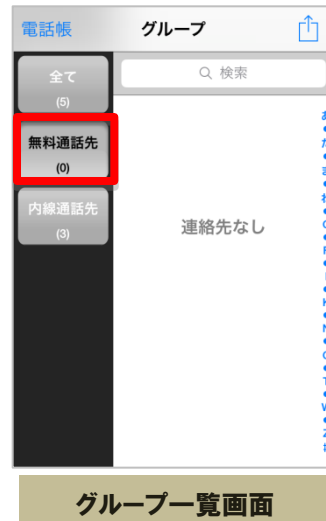 電話帳
グループ
検索
全て
(5)
無料通話先
(0)
内線通話先
(3)
連絡先なし
グループ一覧画面